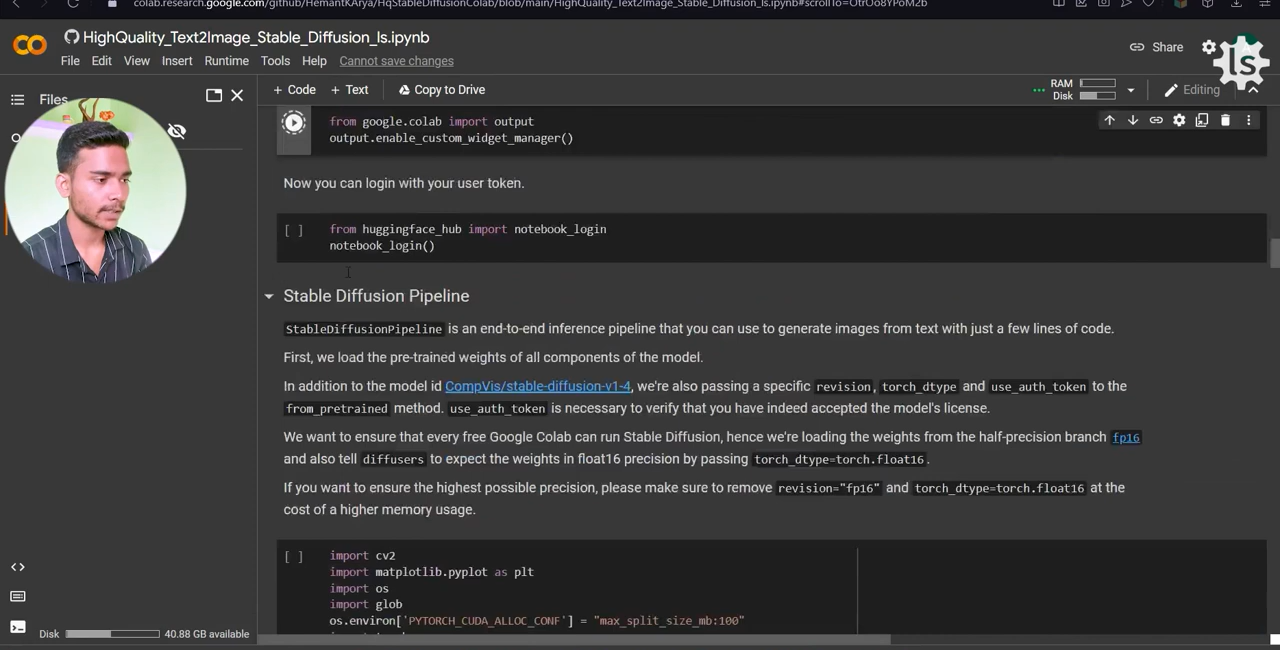 colab.research.google.com/github/HemantKArya/HqStableDiffusionColab/blob/main/HighQuality_Text2Image_Stable_Diffusion_ls.ipynb#scrollTo=OtrOo8YPoM2b
HighQuality_Text2Image_Stable_Diffusion_ls.ipynb
Share
ls
File Edit View Insert Runtime Tools Help Cannot save changes
Files
+ Code + Text Copy to Drive
RAM
Disk
Editing
from google.colab import output
output.enable_custom_widget_manager()
Now you can login with your user token.
[ ] from huggingface_hub import notebook_login
notebook_login()
Stable Diffusion Pipeline
StableDiffusionPipeline is an end-to-end inference pipeline that you can use to generate images from text with just a few lines of code.
First, we load the pre-trained weights of all components of the model.
In addition to the model id CompVis/stable-diffusion-v1-4, we're also passing a specific revision, torch_dtype and use_auth_token to the
from_pretrained method. use_auth_token is necessary to verify that you have indeed accepted the model's license.
We want to ensure that every free Google Colab can run Stable Diffusion, hence we're loading the weights from the half-precision branch fp16
and also tell diffusers to expect the weights in float16 precision by passing torch_dtype=torch.float16.
If you want to ensure the highest possible precision, please make sure to remove revision="fp16" and torch_dtype=torch.float16 at the
cost of a higher memory usage.
[ ] import cv2
import matplotlib.pyplot as plt
import os
import glob
os.environ['PYTORCH_CUDA_ALLOC_CONF'] = "max_split_size_mb:100"
Disk 40.88 GB available